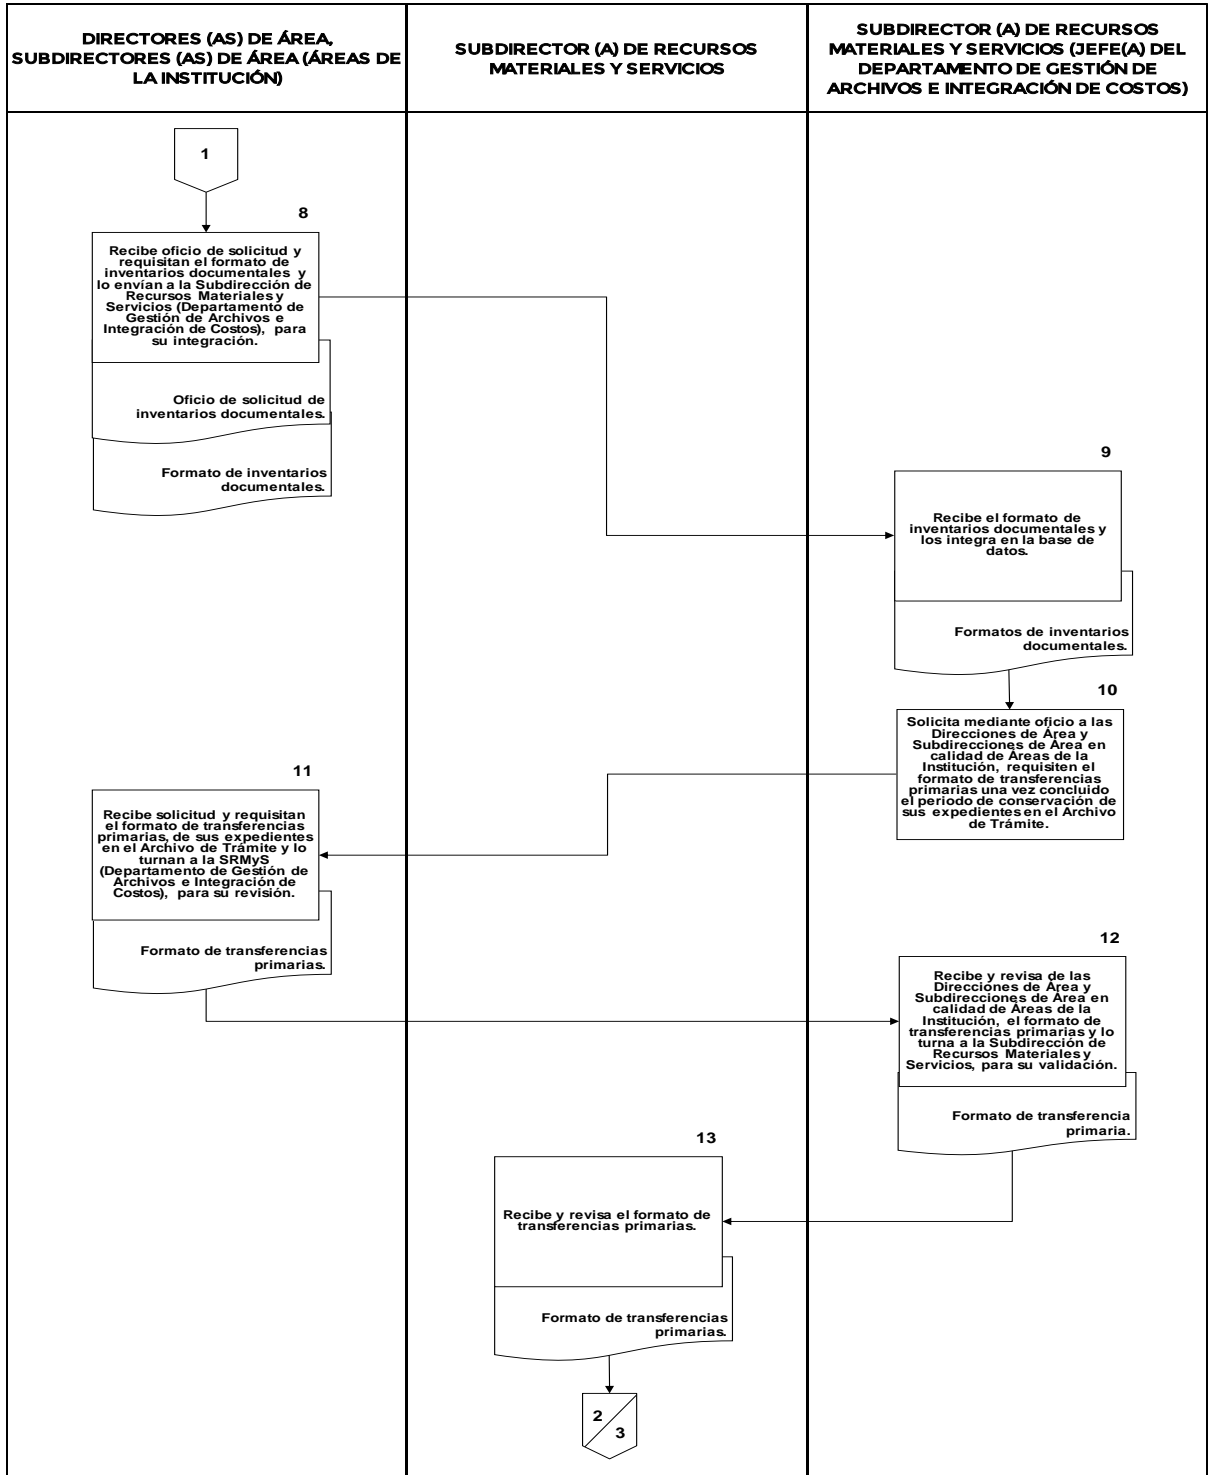 DIRECTORES (AS) DE ÁREA,
SUBDIRECTORES (AS) DE ÁREA (ÁREAS DE
LA INSTITUCIÓN)
SUBDIRECTOR (A) DE RECURSOS
MATERIALES Y SERVICIOS
SUBDIRECTOR (A) DE RECURSOS
MATERIALES Y SERVICIOS (JEFE(A) DEL
DEPARTAMENTO DE GESTIÓN DE
ARCHIVOS E INTEGRACIÓN DE COSTOS)
1
8
Recibe oficio de solicitud y
requisitan el formato de
inventarios documentales y
lo envían a la Subdirección de
Recursos Materiales y
Servicios (Departamento de
Gestión de Archivos e
Integración de Costos), para
su integración.
Oficio de solicitud de
inventarios documentales.
Formato de inventarios
documentales.
9
Recibe el formato de
inventarios documentales y
los integra en la base de
datos.
Formatos de inventarios
documentales.
10
Solicita mediante oficio a las
Direcciones de Área y
Subdirecciones de Área en
calidad de Áreas de la
Institución, requisiten el
formato de transferencias
primarias una vez concluido
el periodo de conservación de
sus expedientes en el Archivo
de Trámite.
11
Recibe solicitud y requisitan
el formato de transferencias
primarias, de sus expedientes
en el Archivo de Trámite y lo
turnan a la SRMyS
(Departamento de Gestión de
Archivos e Integración de
Costos), para su revisión.
Formato de transferencias
primarias.
12
Recibe y revisa de las
Direcciones de Área y
Subdirecciones de Área en
calidad de Áreas de la
Institución, el formato de
transferencias primarias y lo
turna a la Subdirección de
Recursos Materiales y
Servicios, para su validación.
Formato de transferencia
primaria.
13
Recibe y revisa el formato de
transferencias primarias.
Formato de transferencias
primarias.
2
3